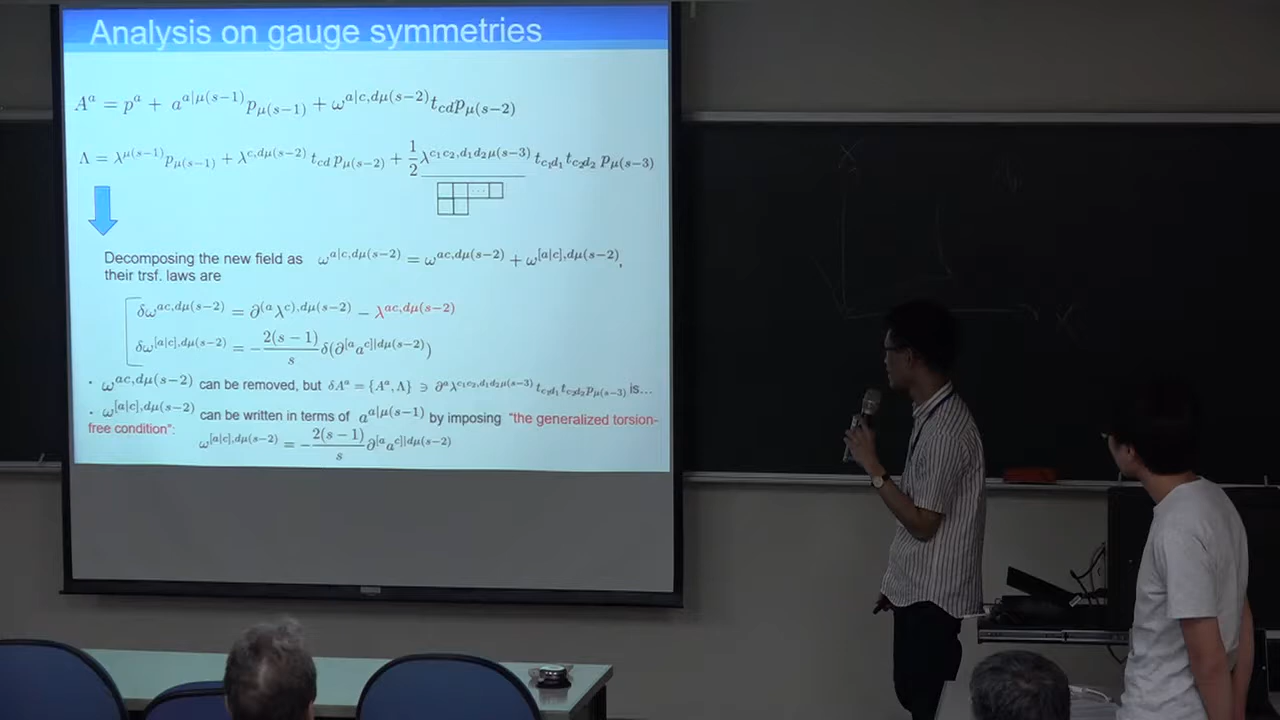 Analysis on gauge symmetries
A^a = p^a + a^{a|μ(s−1)} p_{μ(s−1)} + ω^{a|c,dμ(s−2)} t_{cd} p_{μ(s−2)}
Λ = λ^{μ(s−1)} p_{μ(s−1)} + λ^{c,dμ(s−2)} t_{cd} p_{μ(s−2)} + 1/2 λ^{c_1c_2,d_1d_2μ(s−3)} t_{c_1d_1} t_{c_2d_2} p_{μ(s−3)}
...
Decomposing the new field as ω^{a|c,dμ(s−2)} = ω^{ac,dμ(s−2)} + ω^{[a|c],dμ(s−2)},
their trsf. laws are
δω^{ac,dμ(s−2)} = ∂^{(a}λ^{c),dμ(s−2)} − λ^{ac,dμ(s−2)}
δω^{[a|c],dμ(s−2)} = −2(s−1)/s δ(∂^{[a}a^{c]|dμ(s−2)})
· ω^{ac,dμ(s−2)} can be removed, but δA^a = {A^a, Λ} ∋ ∂^aλ^{c_1c_2,d_1d_2μ(s−3)} t_{c_1d_1} t_{c_2d_2} p_{μ(s−3)} is…
· ω^{[a|c],dμ(s−2)} can be written in terms of a^{a|μ(s−1)} by imposing "the generalized torsion-
free condition":
ω^{[a|c],dμ(s−2)} = −2(s−1)/s ∂^{[a}a^{c]|dμ(s−2)}